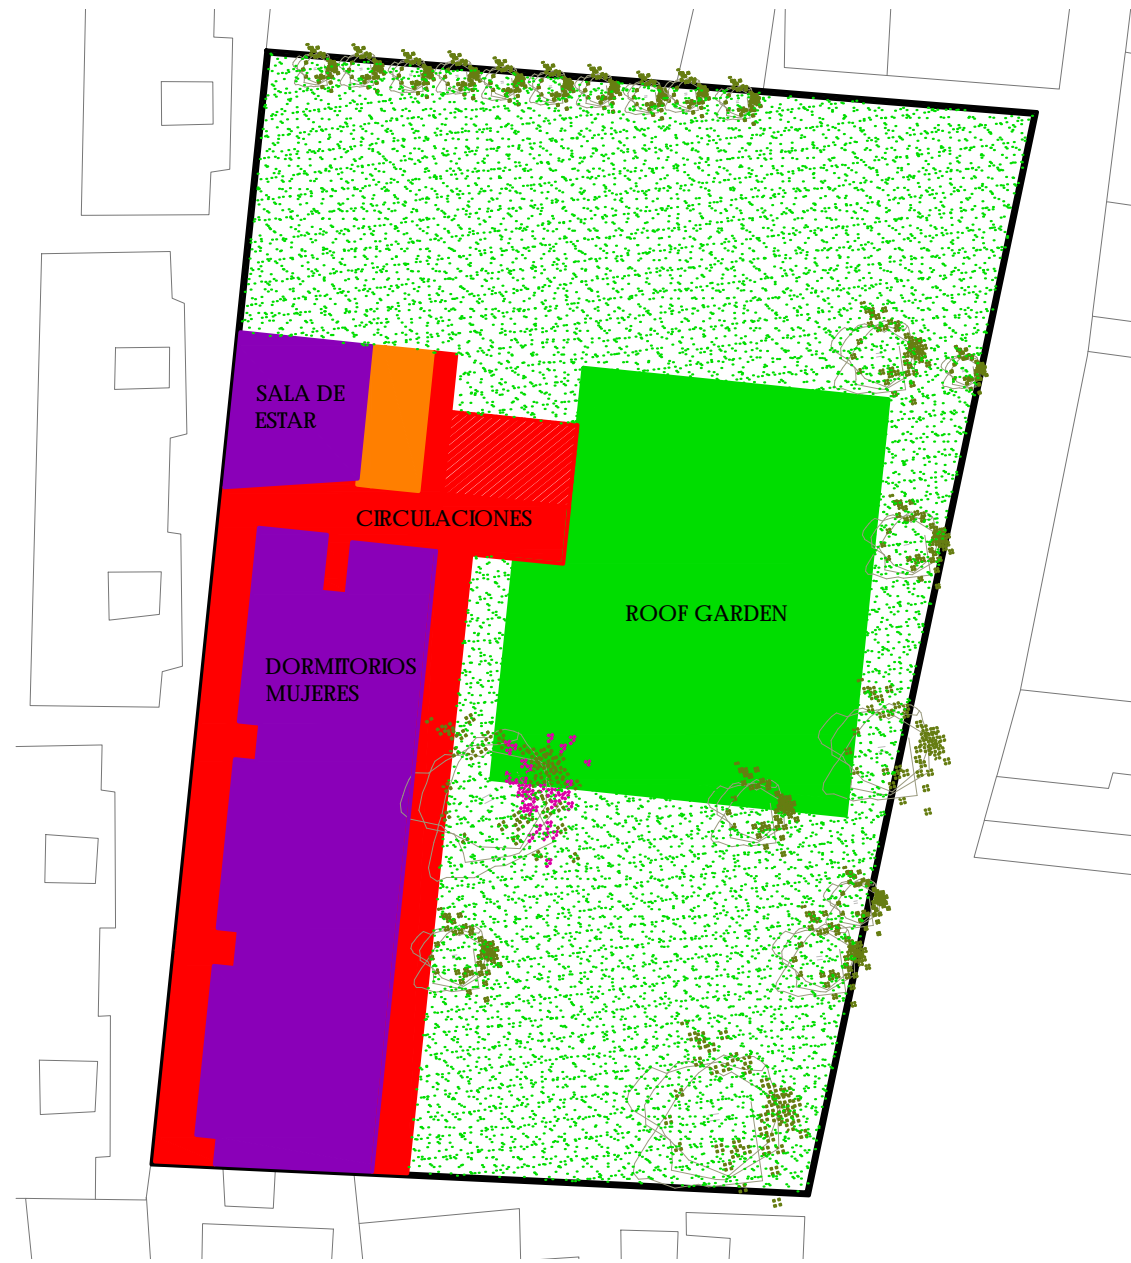 SALA DE
ESTAR
CIRCULACIONES
ROOF GARDEN
DORMITORIOS
MUJERES